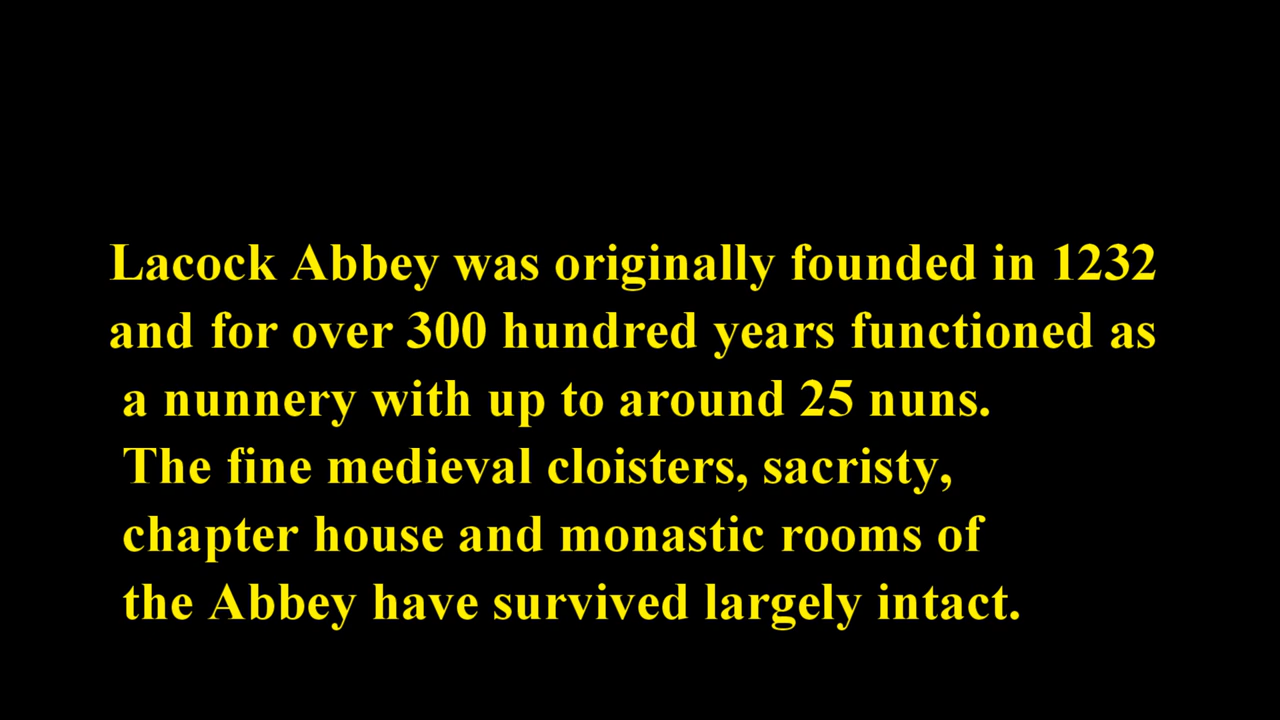 Lacock Abbey was originally founded in 1232
and for over 300 hundred years functioned as
a nunnery with up to around 25 nuns.
The fine medieval cloisters, sacristy,
chapter house and monastic rooms of
the Abbey have survived largely intact.